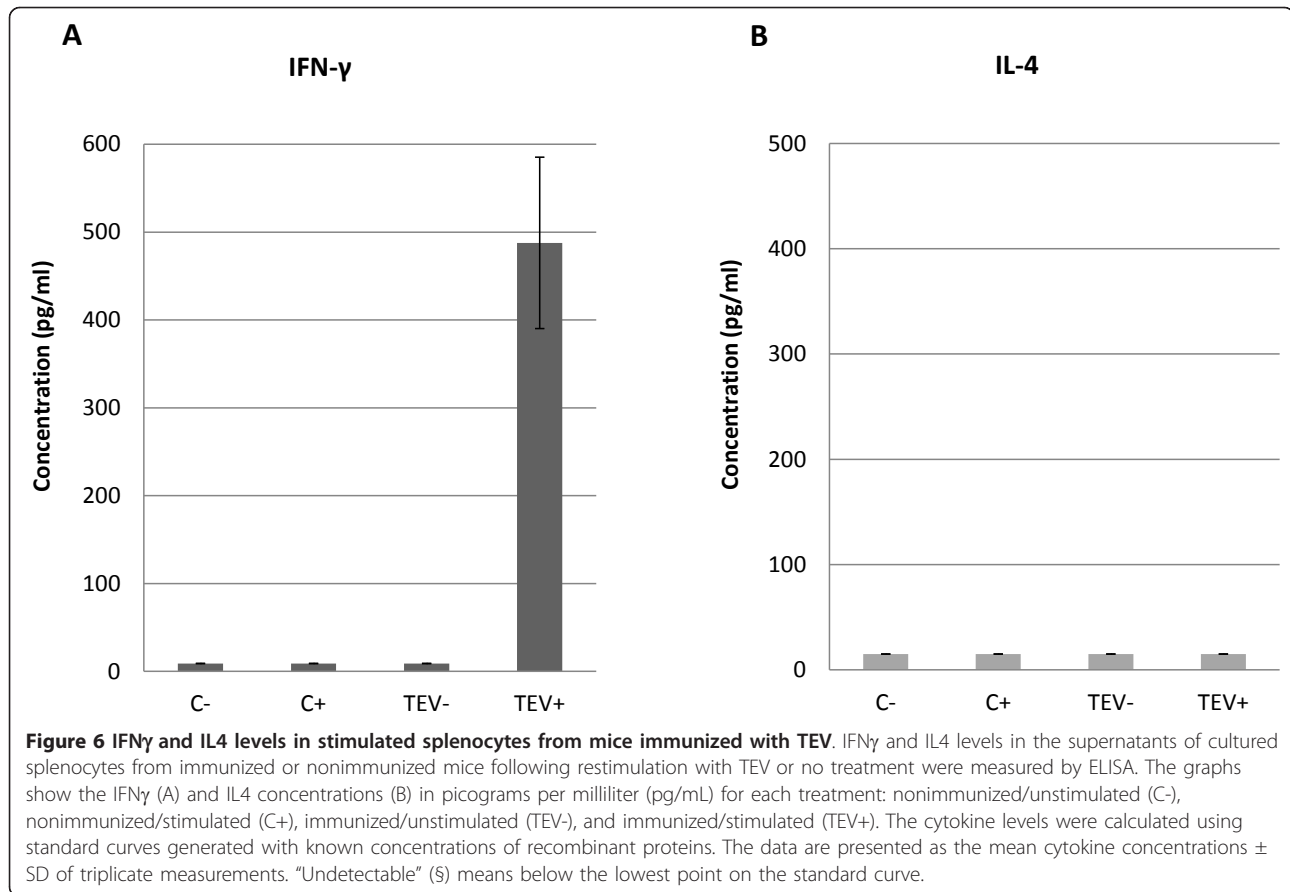 A
IFN-γ
Concentration (pg/ml)
600
500
400
300
200
100
0
C-
C+
TEV-
TEV+
B
IL-4
Concentration (pg/ml)
500
400
300
200
100
0
C-
C+
TEV-
TEV+
Figure 6 IFNγ and IL4 levels in stimulated splenocytes from mice immunized with TEV. IFNγ and IL4 levels in the supernatants of cultured
splenocytes from immunized or nonimmunized mice following restimulation with TEV or no treatment were measured by ELISA. The graphs
show the IFNγ (A) and IL4 concentrations (B) in picograms per milliliter (pg/mL) for each treatment: nonimmunized/unstimulated (C-),
nonimmunized/stimulated (C+), immunized/unstimulated (TEV-), and immunized/stimulated (TEV+). The cytokine levels were calculated using
standard curves generated with known concentrations of recombinant proteins. The data are presented as the mean cytokine concentrations ±
SD of triplicate measurements. “Undetectable” (§) means below the lowest point on the standard curve.